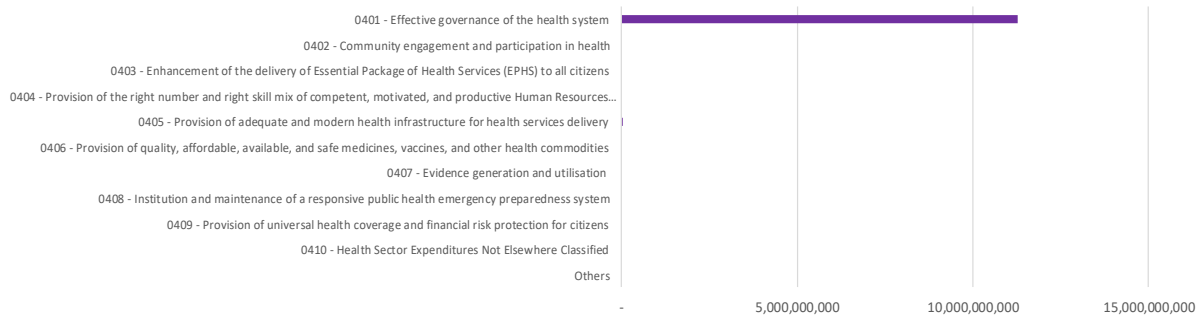 0401 - Effective governance of the health system
0402 - Community engagement and participation in health
0403 - Enhancement of the delivery of Essential Package of Health Services (EPHS) to all citizens
0404 - Provision of the right number and right skill mix of competent, motivated, and productive Human Resources…
0405 - Provision of adequate and modern health infrastructure for health services delivery
0406 - Provision of quality, affordable, available, and safe medicines, vaccines, and other health commodities
0407 - Evidence generation and utilisation
0408 - Institution and maintenance of a responsive public health emergency preparedness system
0409 - Provision of universal health coverage and financial risk protection for citizens
0410 - Health Sector Expenditures Not Elsewhere Classified
Others
- 5,000,000,000 10,000,000,000 15,000,000,000